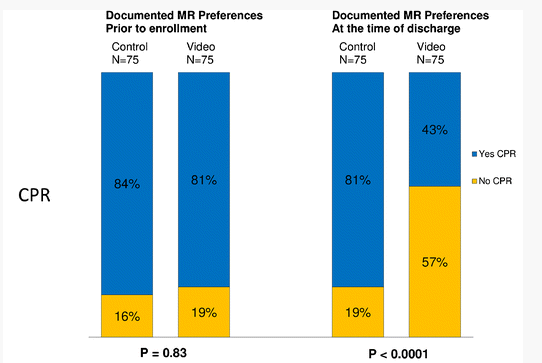 Documented MR Preferences
Prior to enrollment
Documented MR Preferences
At the time of discharge
Control
N=75
Video
N=75
Control
N=75
Video
N=75
CPR
84%
81%
81%
43%
16%
19%
19%
57%
Yes CPR
No CPR
P = 0.83
P < 0.0001